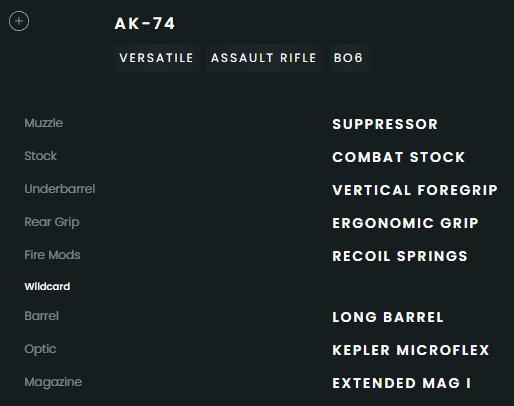 AK-74
VERSATILE ASSAULT RIFLE BO6
Muzzle SUPPRESSOR
Stock COMBAT STOCK
Underbarrel VERTICAL FOREGRIP
Rear Grip ERGONOMIC GRIP
Fire Mods RECOIL SPRINGS
Wildcard
Barrel LONG BARREL
Optic KEPLER MICROFLEX
Magazine EXTENDED MAG I